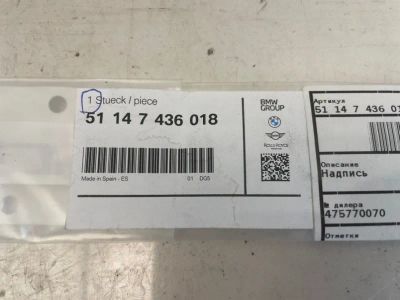 1 Stueck / piece
51 14 7 436 018
Made in Spain - ES
01 DG5
BMW
GROUP
ROLLS-ROYCE
Артикул
51 14 7 436 01
Описание
Надпись
№ дилера
475770070
Отметки